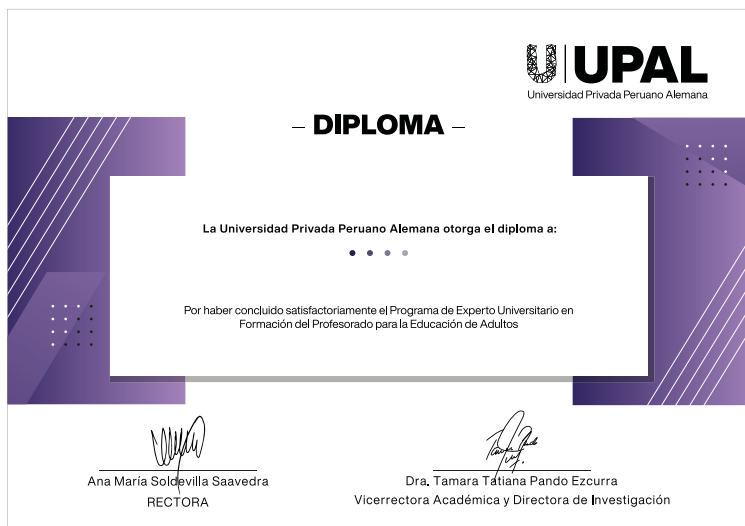 UPAL
Universidad Privada Peruano Alemana
– DIPLOMA –
La Universidad Privada Peruano Alemana otorga el diploma a:
Por haber concluido satisfactoriamente el Programa de Experto Universitario en
Formación del Profesorado para la Educación de Adultos
Ana María Soldevilla Saavedra
RECTORA
Dra. Tamara Tatiana Pando Ezcurra
Vicerrectora Académica y Directora de Investigación